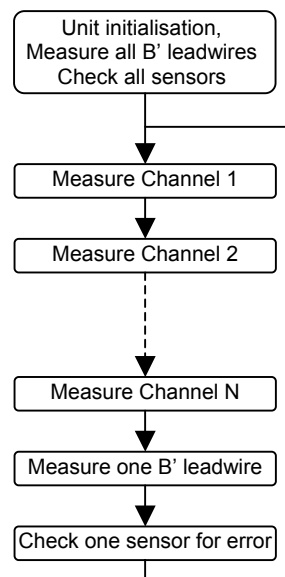 Unit initialisation,
Measure all B’ leadwires
Check all sensors
Measure Channel 1
Measure Channel 2
Measure Channel N
Measure one B’ leadwire
Check one sensor for error